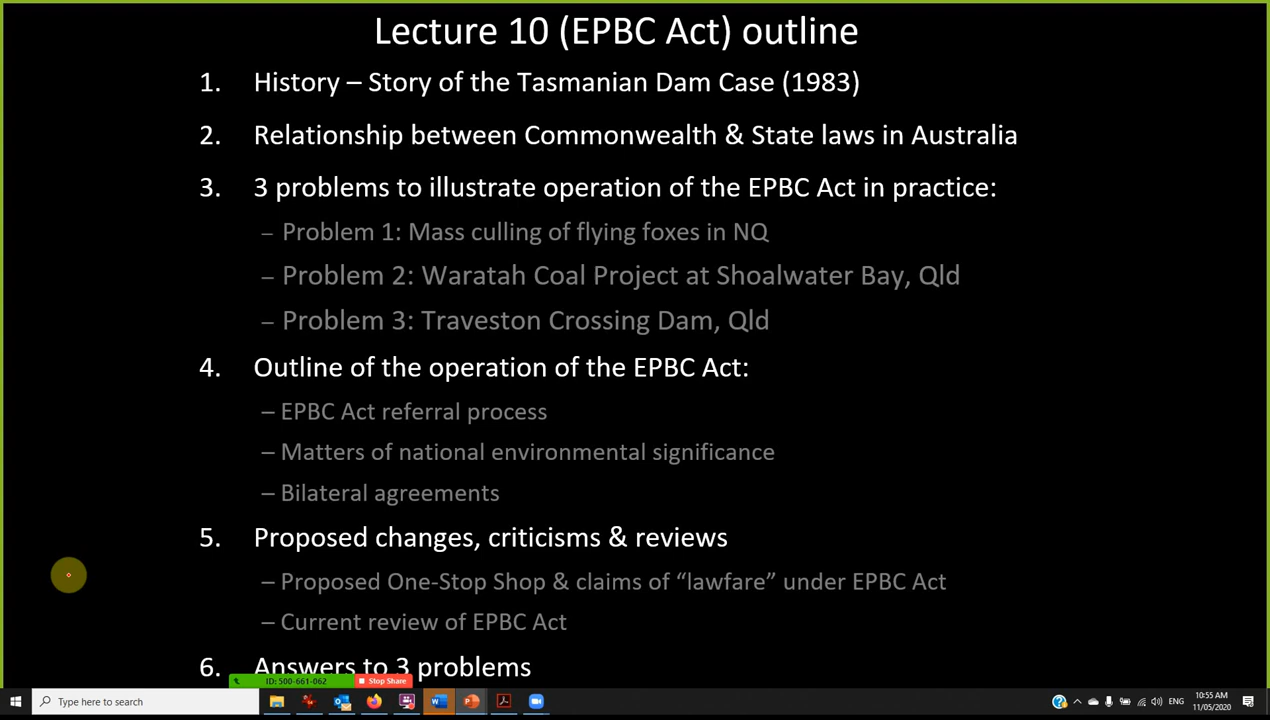 Lecture 10 (EPBC Act) outline
1. History – Story of the Tasmanian Dam Case (1983)
2. Relationship between Commonwealth & State laws in Australia
3. 3 problems to illustrate operation of the EPBC Act in practice:
– Problem 1: Mass culling of flying foxes in NQ
– Problem 2: Waratah Coal Project at Shoalwater Bay, Qld
– Problem 3: Traveston Crossing Dam, Qld
4. Outline of the operation of the EPBC Act:
– EPBC Act referral process
– Matters of national environmental significance
– Bilateral agreements
5. Proposed changes, criticisms & reviews
– Proposed One-Stop Shop & claims of “lawfare” under EPBC Act
– Current review of EPBC Act
6. Answers to 3 problems
ID: 500-661-062 Stop Share
Type here to search
ENG
10:55 AM
11/05/2020